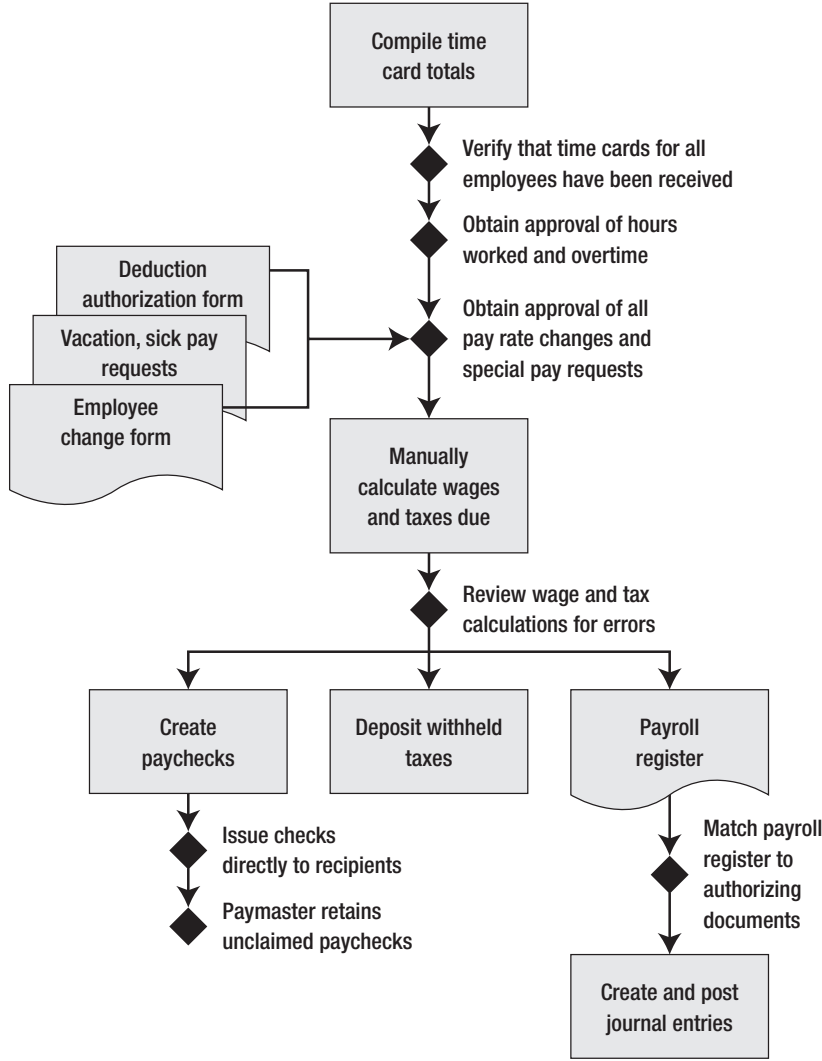 Compile time
card totals
Verify that time cards for all
employees have been received
Obtain approval of hours
worked and overtime
Deduction
authorization form
Vacation, sick pay
requests
Employee
change form
Obtain approval of all
pay rate changes and
special pay requests
Manually
calculate wages
and taxes due
Review wage and tax
calculations for errors
Create
paychecks
Deposit withheld
taxes
Payroll
register
Issue checks
directly to recipients
Paymaster retains
unclaimed paychecks
Match payroll
register to
authorizing
documents
Create and post
journal entries